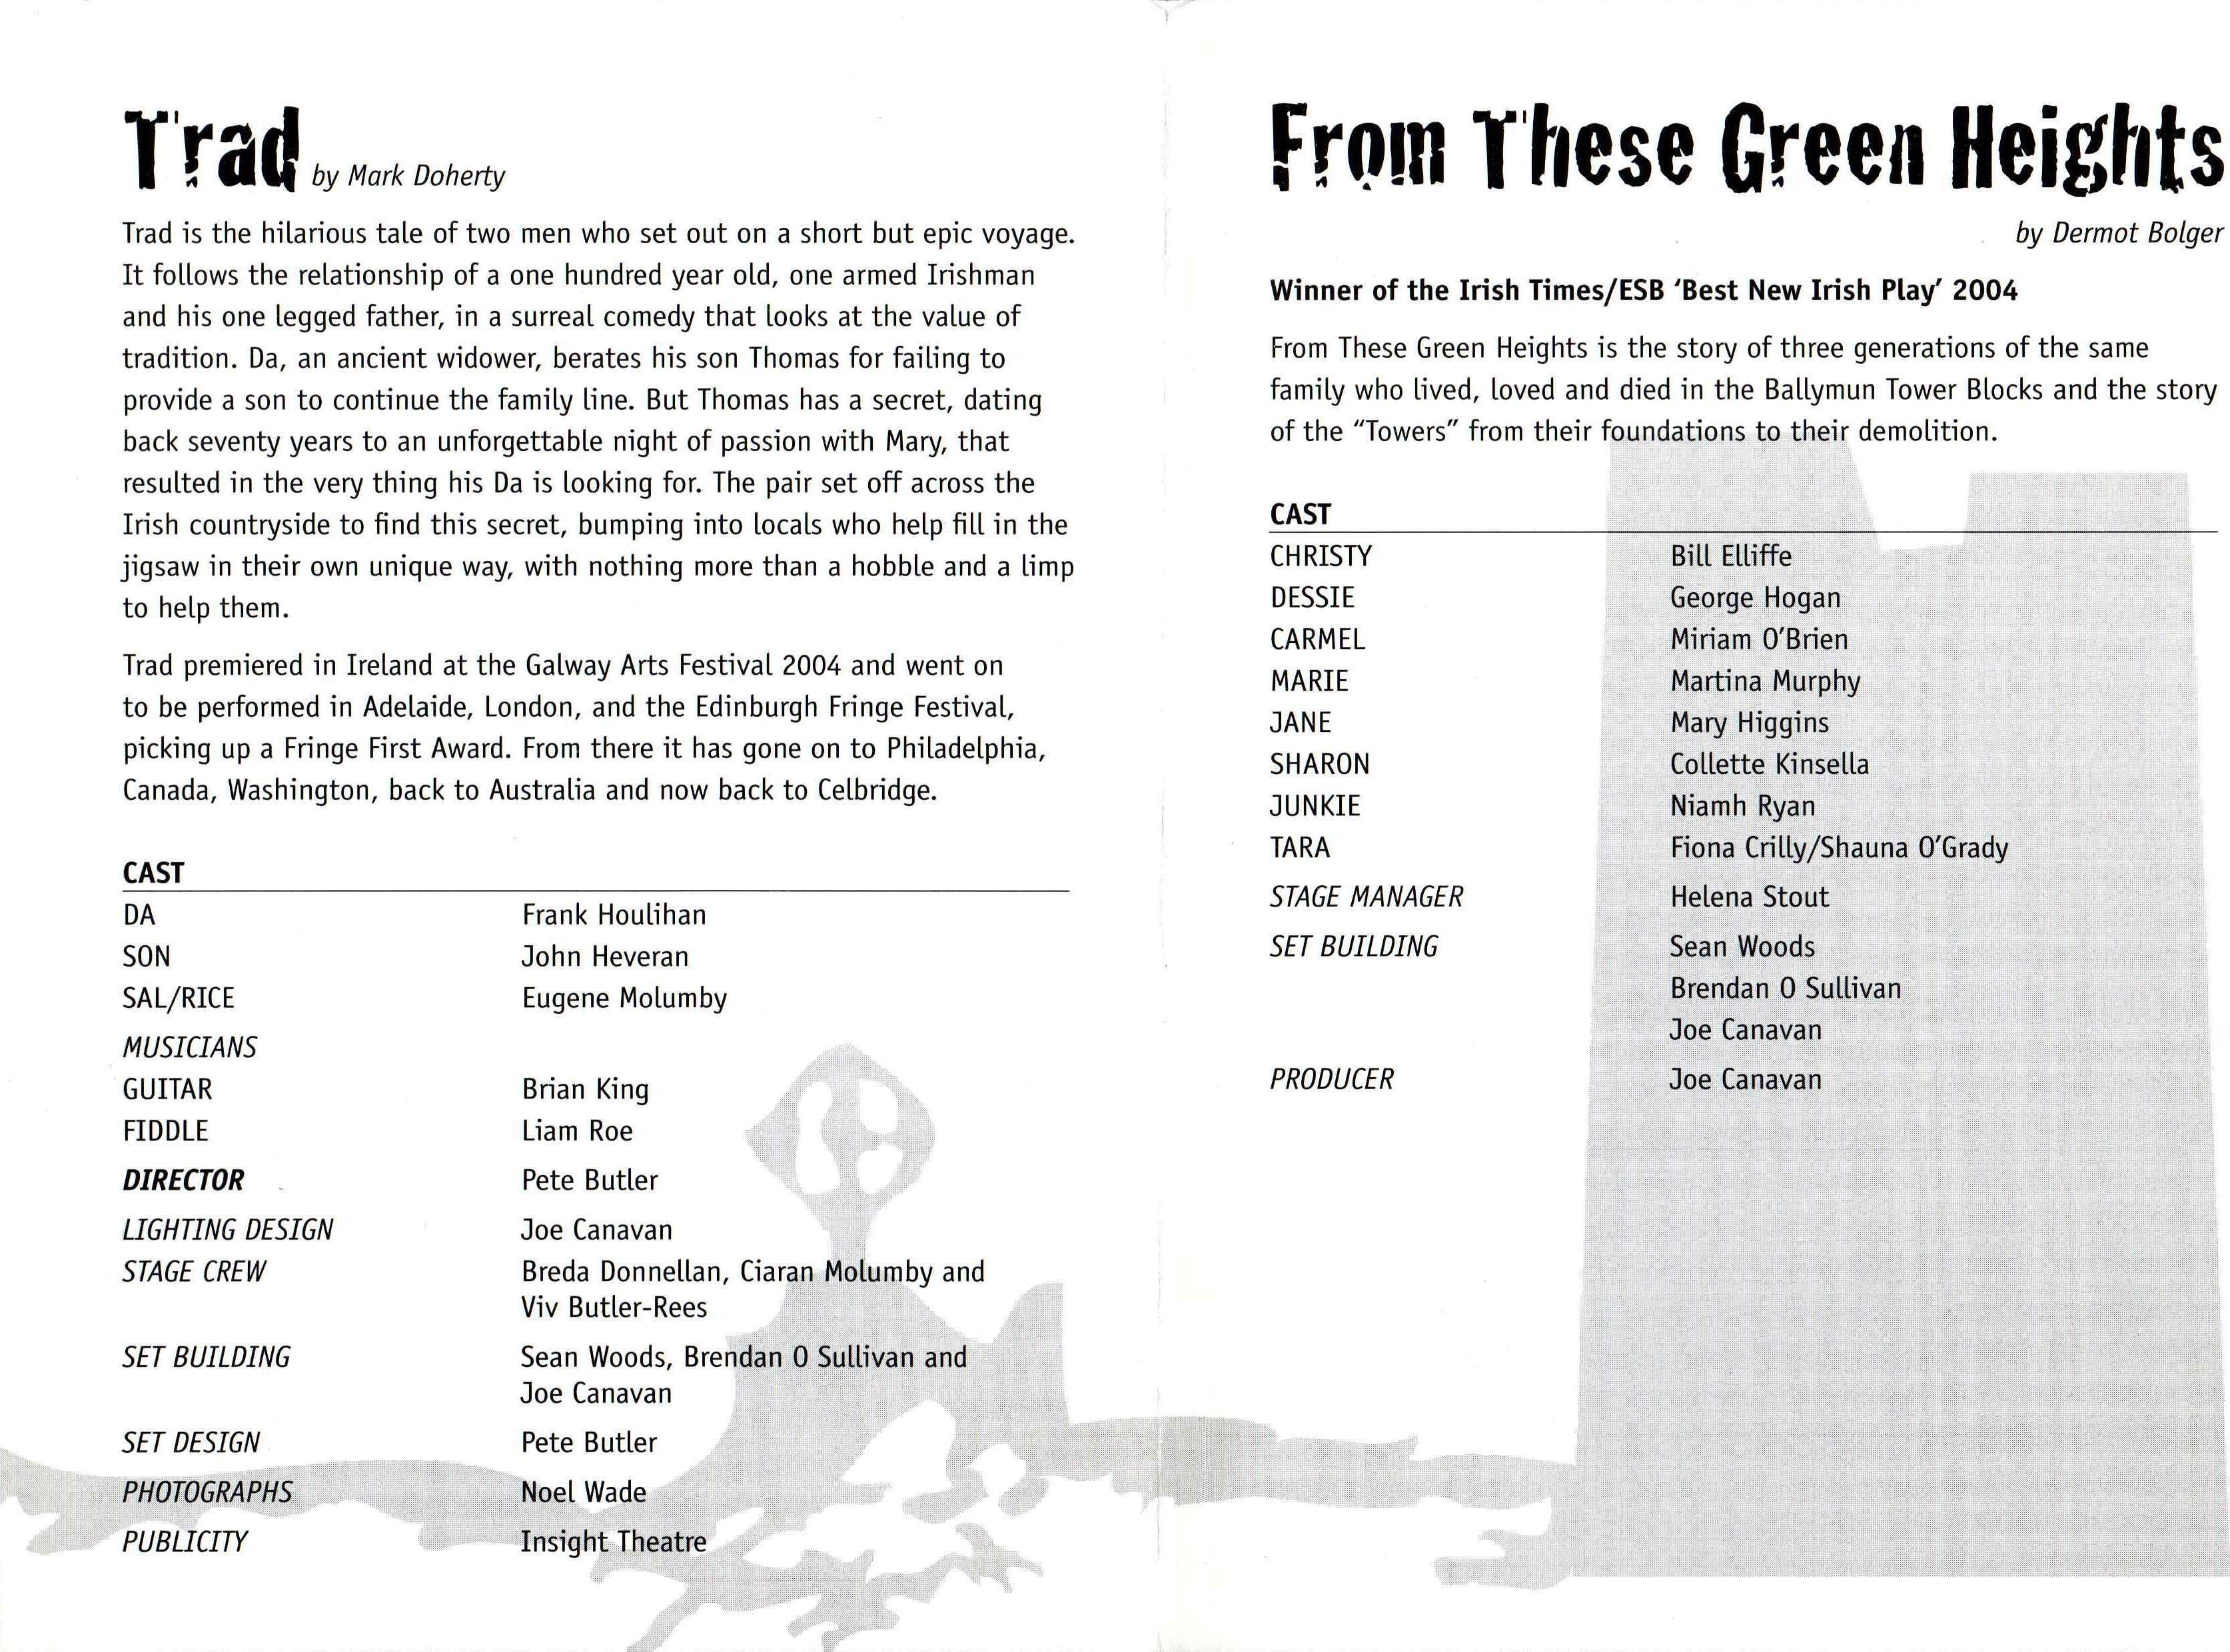 Trad by Mark Doherty
Trad is the hilarious tale of two men who set out on a short but epic voyage.
It follows the relationship of a one hundred year old, one armed Irishman
and his one legged father, in a surreal comedy that looks at the value of
tradition. Da, an ancient widower, berates his son Thomas for failing to
provide a son to continue the family line. But Thomas has a secret, dating
back seventy years to an unforgettable night of passion with Mary, that
resulted in the very thing his Da is looking for. The pair set off across the
Irish countryside to find this secret, bumping into locals who help fill in the
jigsaw in their own unique way, with nothing more than a hobble and a limp
to help them.
Trad premiered in Ireland at the Galway Arts Festival 2004 and went on
to be performed in Adelaide, London, and the Edinburgh Fringe Festival,
picking up a Fringe First Award. From there it has gone on to Philadelphia,
Canada, Washington, back to Australia and now back to Celbridge.
CAST
DA Frank Houlihan
SON John Heveran
SAL/RICE Eugene Molumby
MUSICIANS
GUITAR Brian King
FIDDLE Liam Roe
DIRECTOR Pete Butler
LIGHTING DESIGN Joe Canavan
STAGE CREW Breda Donnellan, Ciaran Molumby and
Viv Butler-Rees
SET BUILDING Sean Woods, Brendan O Sullivan and
Joe Canavan
SET DESIGN Pete Butler
PHOTOGRAPHS Noel Wade
PUBLICITY Insight Theatre
From These Green Heights
by Dermot Bolger
Winner of the Irish Times/ESB ‘Best New Irish Play’ 2004
From These Green Heights is the story of three generations of the same
family who lived, loved and died in the Ballymun Tower Blocks and the story
of the “Towers” from their foundations to their demolition.
CAST
CHRISTY Bill Elliffe
DESSIE George Hogan
CARMEL Miriam O’Brien
MARIE Martina Murphy
JANE Mary Higgins
SHARON Collette Kinsella
JUNKIE Niamh Ryan
TARA Fiona Crilly/Shauna O’Grady
STAGE MANAGER Helena Stout
SET BUILDING Sean Woods
Brendan O Sullivan
Joe Canavan
PRODUCER Joe Canavan